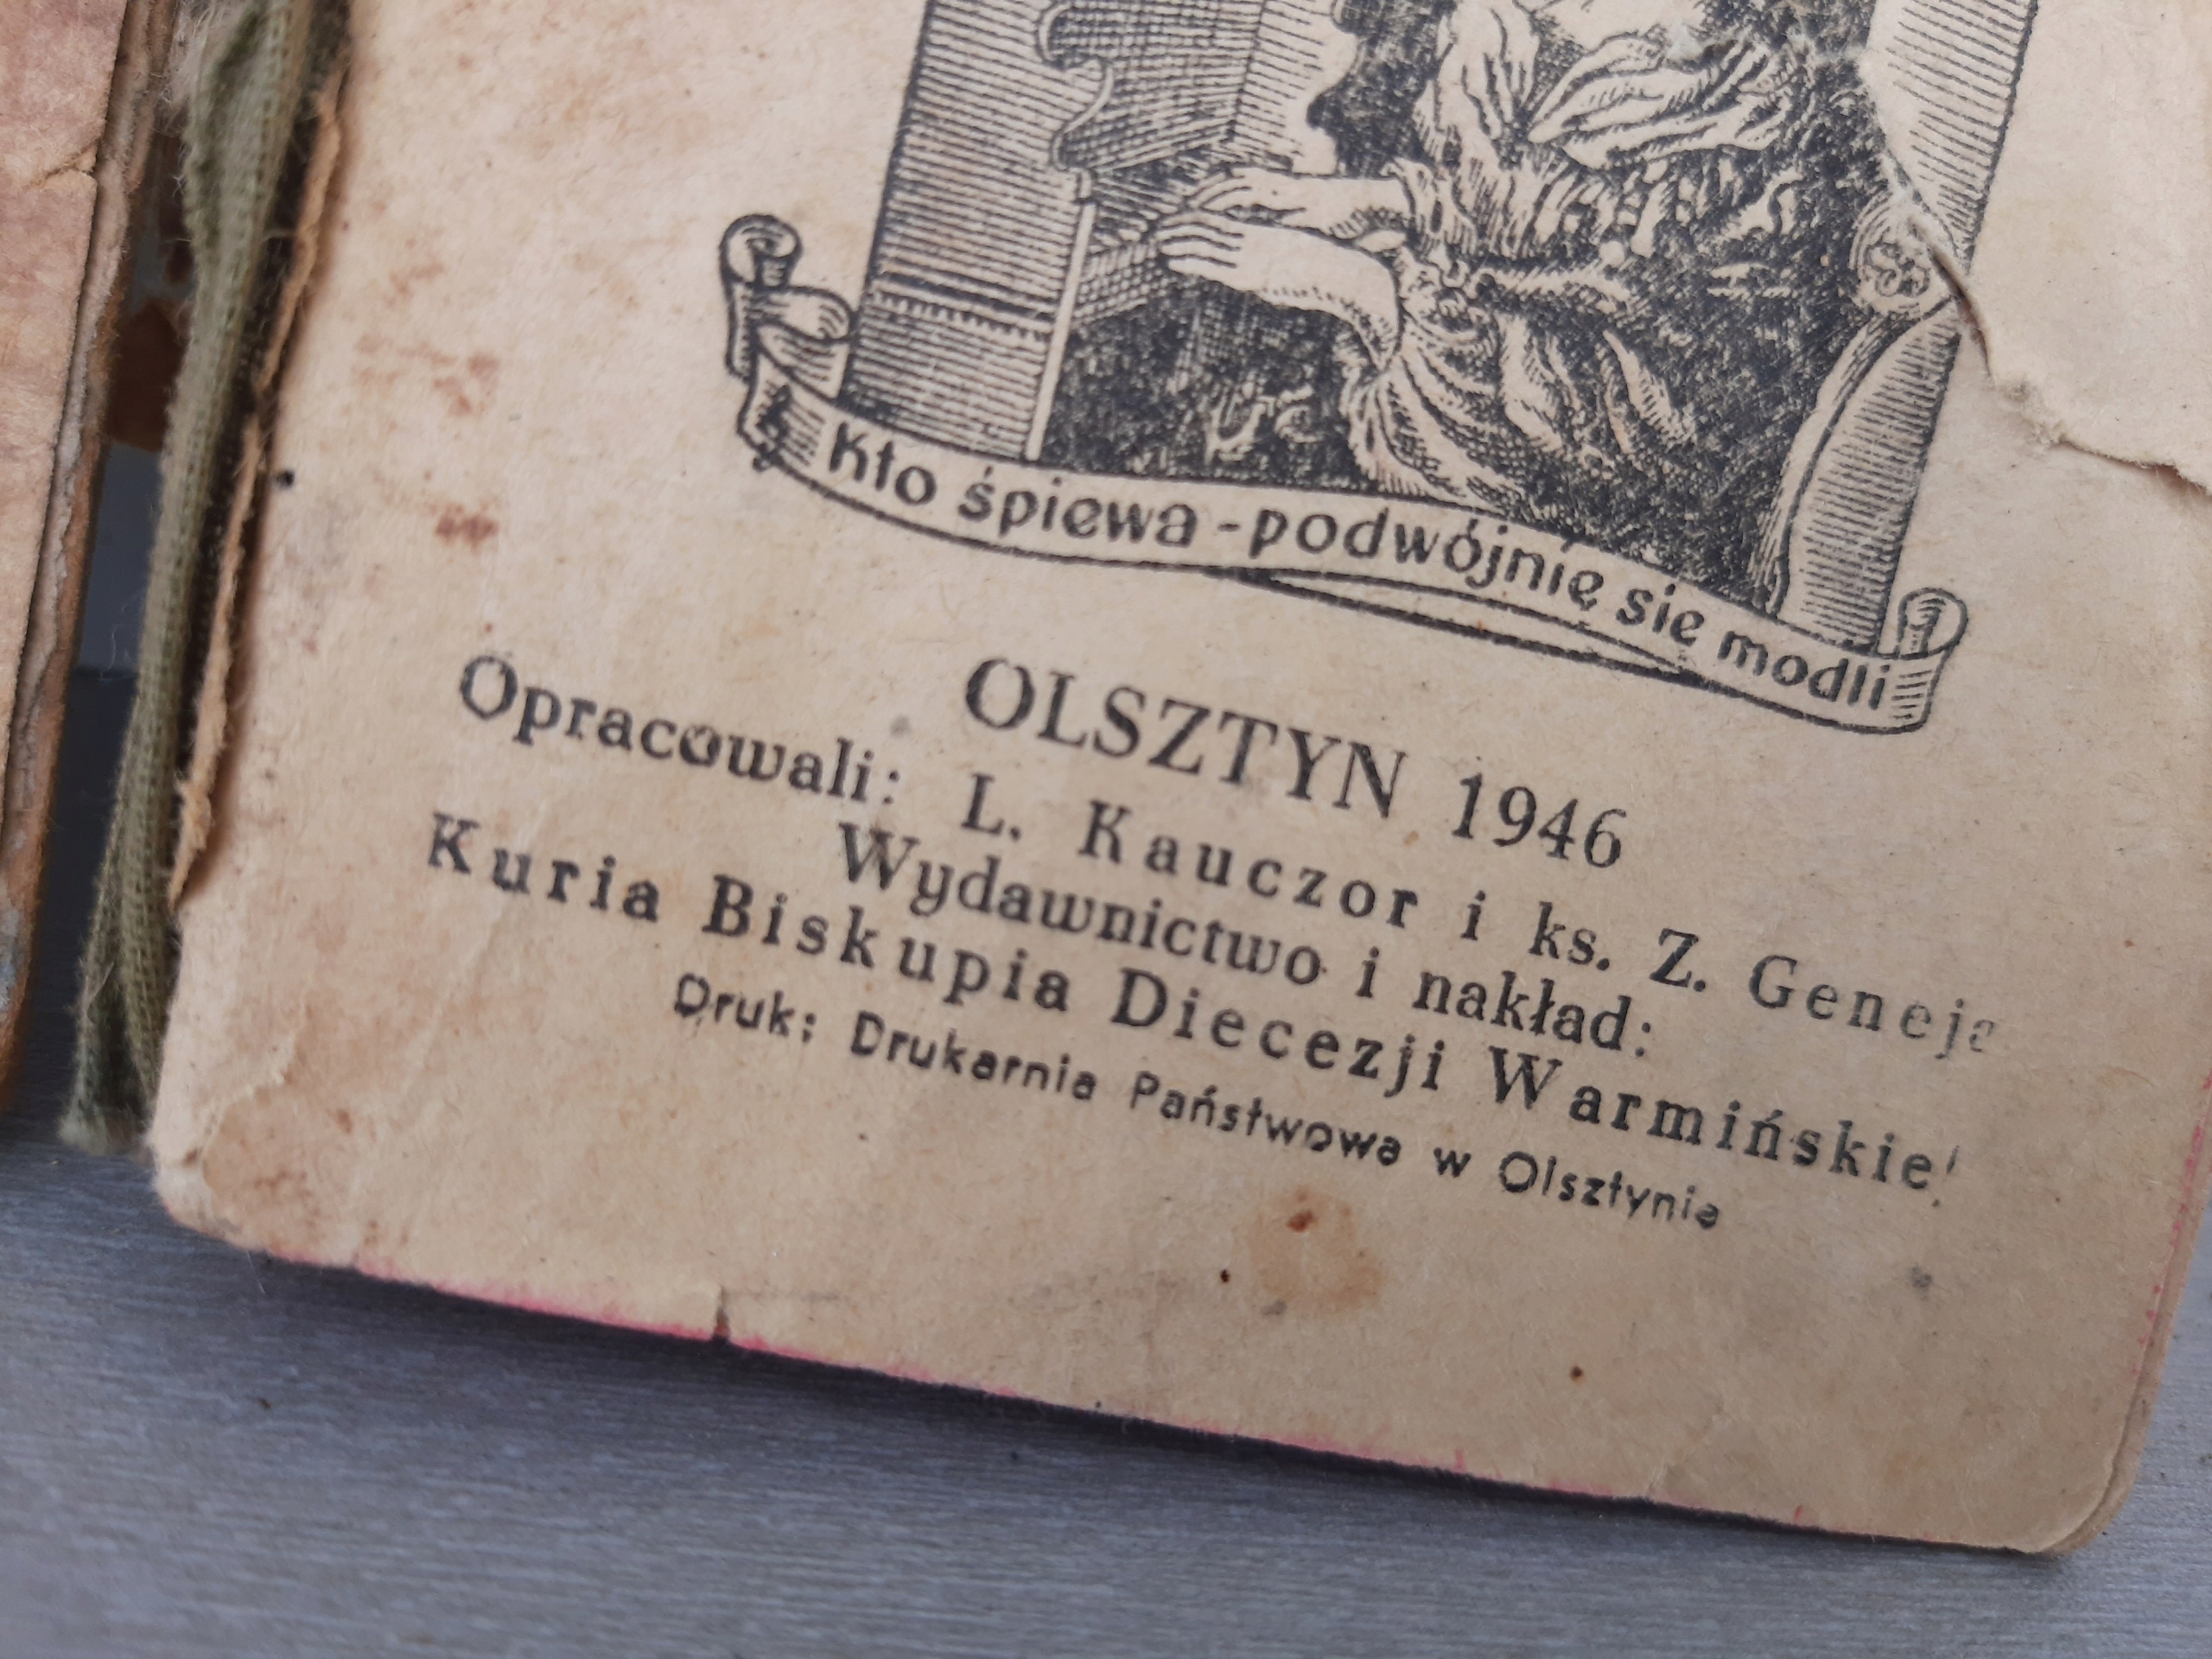 Kto śpiewa - podwójnie się modli
OLSZTYN 1946
Opracowali: L. Kauczor i ks. Z. Geneja
Wydawnictwo i nakład:
Kuria Biskupia Diecezji Warmińskiej
Druk: Drukarnia Państwowa w Olsztynie